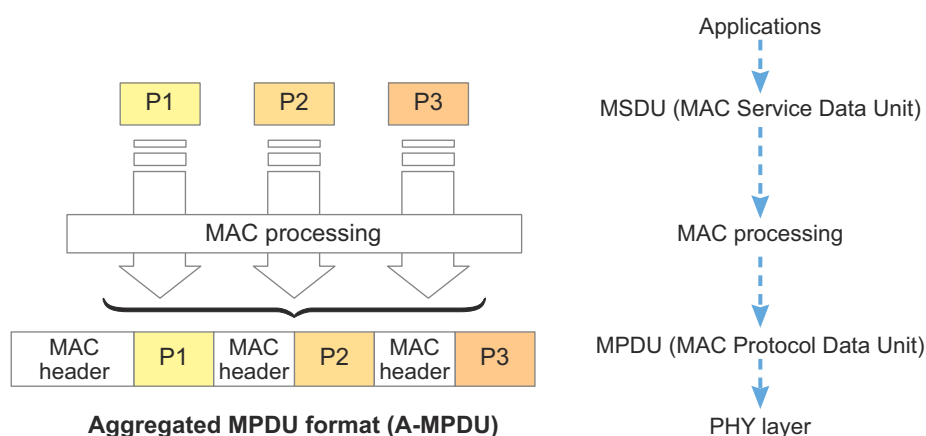 Applications
P1 P2 P3
MSDU (MAC Service Data Unit)
MAC processing
MAC processing
MAC header P1 MAC header P2 MAC header P3
MPDU (MAC Protocol Data Unit)
Aggregated MPDU format (A-MPDU)
PHY layer